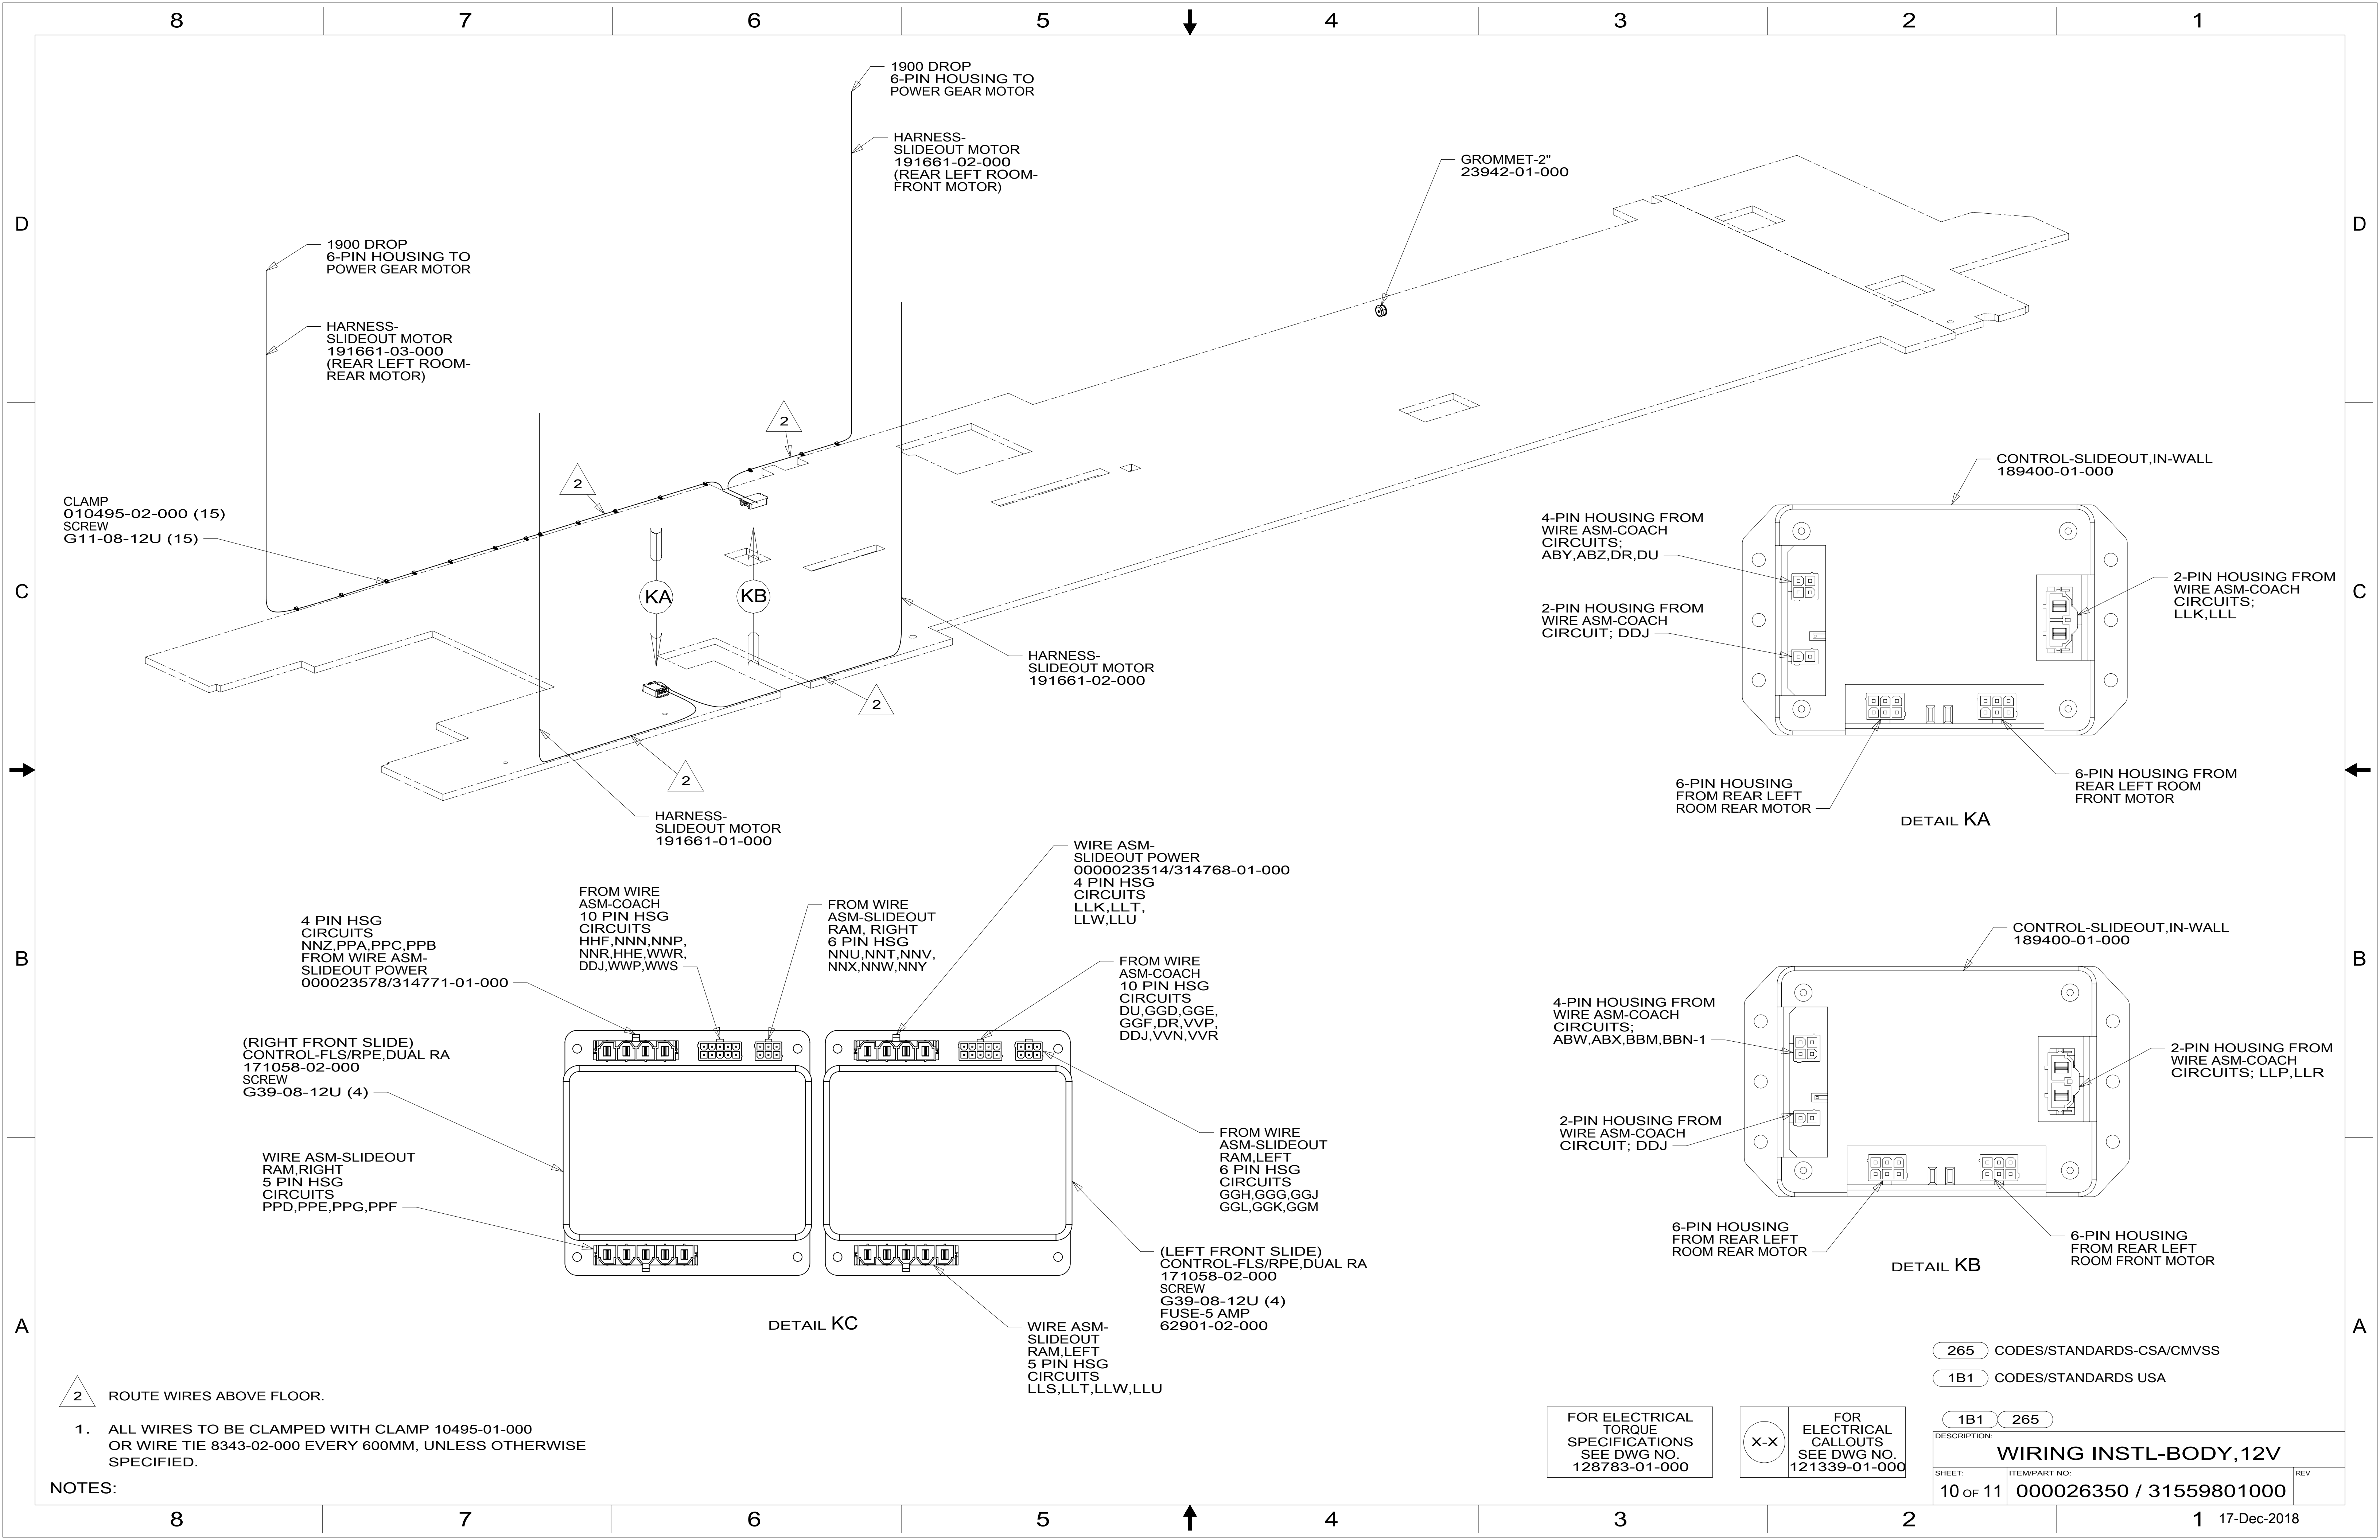 8 7 6 5 4 3 2 1
D
D
C
C
B
B
A
A
1900 DROP
6-PIN HOUSING TO
POWER GEAR MOTOR
HARNESS-
SLIDEOUT MOTOR
191661-02-000
(REAR LEFT ROOM-
FRONT MOTOR)
GROMMET-2"
23942-01-000
1900 DROP
6-PIN HOUSING TO
POWER GEAR MOTOR
HARNESS-
SLIDEOUT MOTOR
191661-03-000
(REAR LEFT ROOM-
REAR MOTOR)
2
2
CLAMP
010495-02-000 (15)
SCREW
G11-08-12U (15)
KA
KB
HARNESS-
SLIDEOUT MOTOR
191661-02-000
2
2
HARNESS-
SLIDEOUT MOTOR
191661-01-000
CONTROL-SLIDEOUT,IN-WALL
189400-01-000
4-PIN HOUSING FROM
WIRE ASM-COACH
CIRCUITS;
ABY,ABZ,DR,DU
2-PIN HOUSING FROM
WIRE ASM-COACH
CIRCUIT; DDJ
2-PIN HOUSING FROM
WIRE ASM-COACH
CIRCUITS;
LLK,LLL
6-PIN HOUSING
FROM REAR LEFT
ROOM REAR MOTOR
6-PIN HOUSING FROM
REAR LEFT ROOM
FRONT MOTOR
DETAIL KA
4 PIN HSG
CIRCUITS
NNZ,PPA,PPC,PPB
FROM WIRE ASM-
SLIDEOUT POWER
000023578/314771-01-000
FROM WIRE
ASM-COACH
10 PIN HSG
CIRCUITS
HHF,NNN,NNP,
NNR,HHE,WWR,
DDJ,WWP,WWS
FROM WIRE
ASM-SLIDEOUT
RAM, RIGHT
6 PIN HSG
NNU,NNT,NNV,
NNX,NNW,NNY
WIRE ASM-
SLIDEOUT POWER
0000023514/314768-01-000
4 PIN HSG
CIRCUITS
LLK,LLT,
LLW,LLU
FROM WIRE
ASM-COACH
10 PIN HSG
CIRCUITS
DU,GGD,GGE,
GGF,DR,VVP,
DDJ,VVN,VVR
(RIGHT FRONT SLIDE)
CONTROL-FLS/RPE,DUAL RA
171058-02-000
SCREW
G39-08-12U (4)
WIRE ASM-SLIDEOUT
RAM,RIGHT
5 PIN HSG
CIRCUITS
PPD,PPE,PPG,PPF
FROM WIRE
ASM-SLIDEOUT
RAM,LEFT
6 PIN HSG
CIRCUITS
GGH,GGG,GGJ
GGL,GGK,GGM
(LEFT FRONT SLIDE)
CONTROL-FLS/RPE,DUAL RA
171058-02-000
SCREW
G39-08-12U (4)
FUSE-5 AMP
62901-02-000
WIRE ASM-
SLIDEOUT
RAM,LEFT
5 PIN HSG
CIRCUITS
LLS,LLT,LLW,LLU
DETAIL KC
CONTROL-SLIDEOUT,IN-WALL
189400-01-000
4-PIN HOUSING FROM
WIRE ASM-COACH
CIRCUITS;
ABW,ABX,BBM,BBN-1
2-PIN HOUSING FROM
WIRE ASM-COACH
CIRCUIT; DDJ
2-PIN HOUSING FROM
WIRE ASM-COACH
CIRCUITS; LLP,LLR
6-PIN HOUSING
FROM REAR LEFT
ROOM REAR MOTOR
6-PIN HOUSING
FROM REAR LEFT
ROOM FRONT MOTOR
DETAIL KB
2 ROUTE WIRES ABOVE FLOOR.
1. ALL WIRES TO BE CLAMPED WITH CLAMP 10495-01-000
OR WIRE TIE 8343-02-000 EVERY 600MM, UNLESS OTHERWISE
SPECIFIED.
NOTES:
FOR ELECTRICAL
TORQUE
SPECIFICATIONS
SEE DWG NO.
128783-01-000
X-X
FOR
ELECTRICAL
CALLOUTS
SEE DWG NO.
121339-01-000
265 CODES/STANDARDS-CSA/CMVSS
1B1 CODES/STANDARDS USA
1B1 265
DESCRIPTION:
WIRING INSTL-BODY,12V
SHEET:
10 OF 11
ITEM/PART NO:
000026350 / 31559801000
REV
8 7 6 5 4 3 2 1
17-Dec-2018